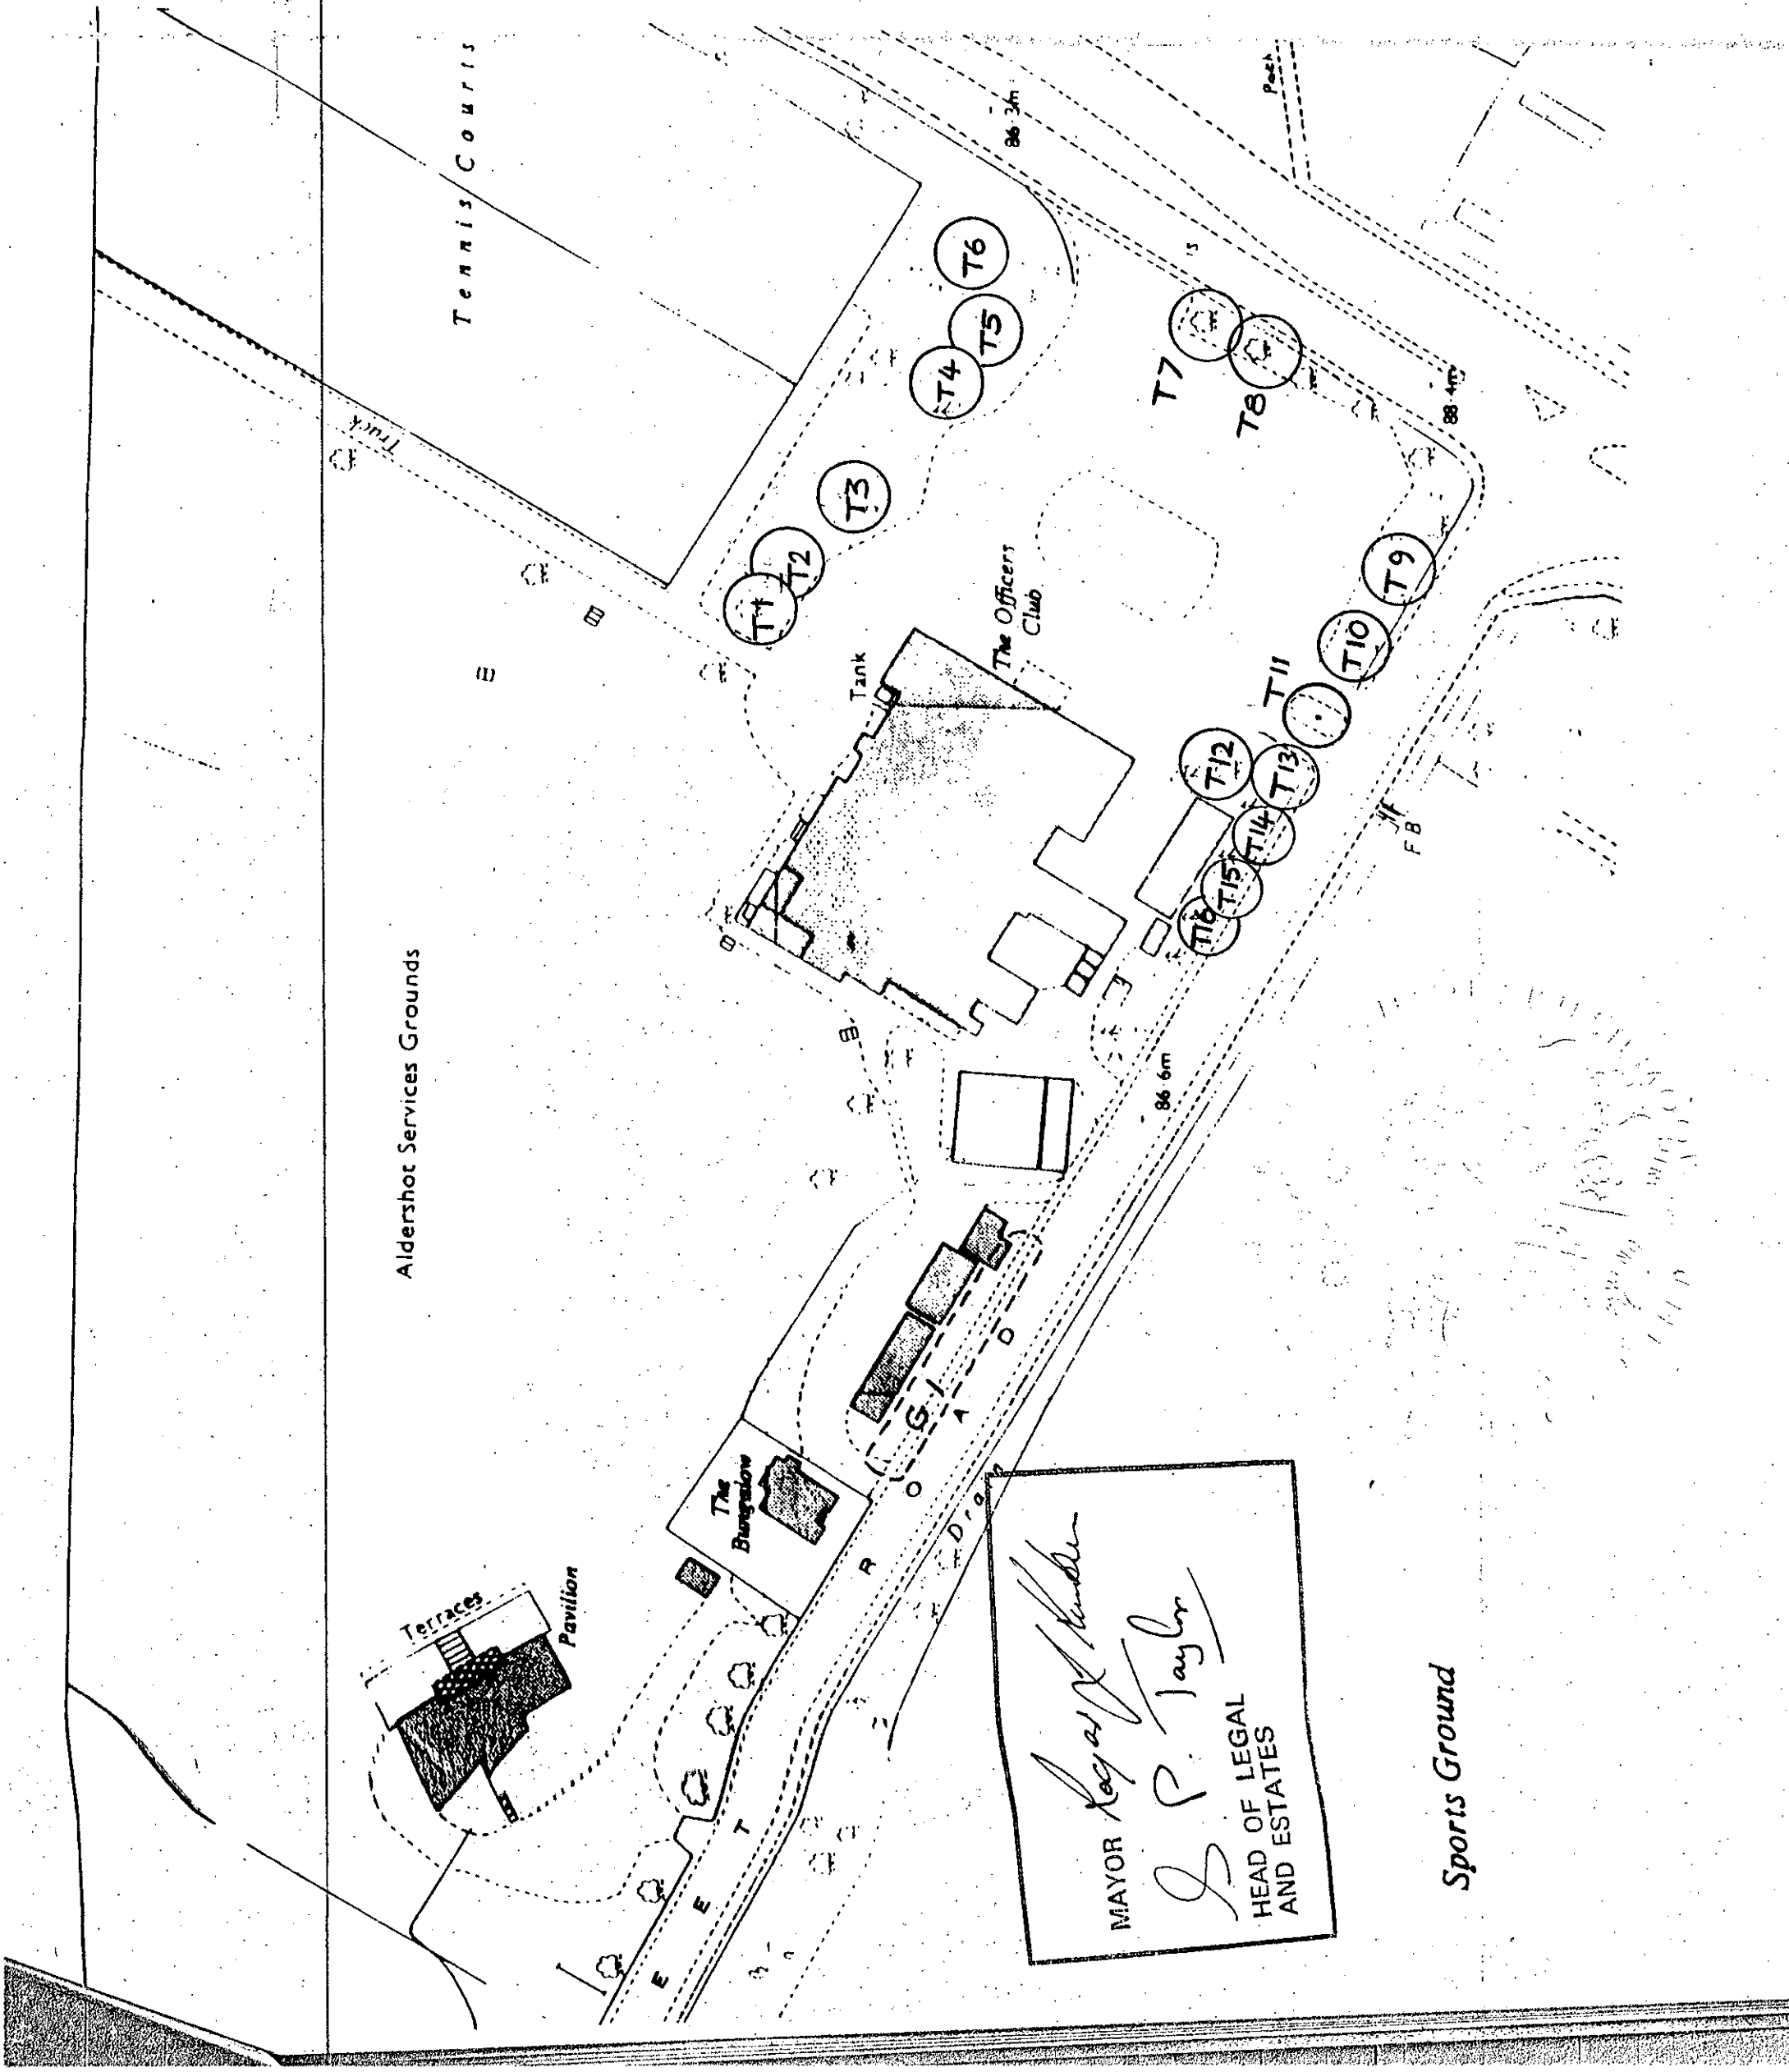 Tennis Courts
Track
Path
86·3m
T6
T5
T4
T3
T2
T1
T7
T8
88·4m
The Officers
Club
Tank
T9
T10
T11
T12
T13
T14
T15
T16
FB
Aldershot Services Grounds
86·6m
G1
The
Bungalow
Terraces
Pavilion
E E T
R O A D
Drain
MAYOR
S P. Taylor
HEAD OF LEGAL
AND ESTATES
Sports Ground